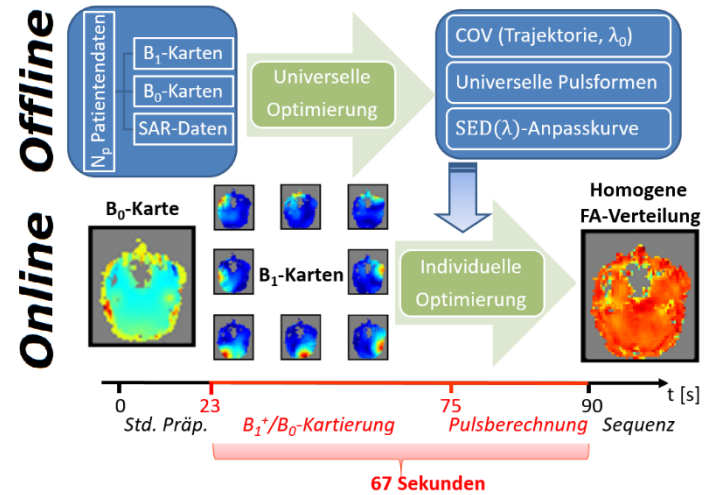 Offline
N_p Patientendaten
B₁-Karten
B₀-Karten
SAR-Daten
Universelle
Optimierung
COV (Trajektorie, λ₀)
Universelle Pulsformen
SED(λ)-Anpasskurve
Online
B₀-Karte
B₁-Karten
Individuelle
Optimierung
Homogene
FA-Verteilung
0
23
75
90
t [s]
Std. Präp.
B₁⁺/B₀-Kartierung
Pulsberechnung
Sequenz
67 Sekunden